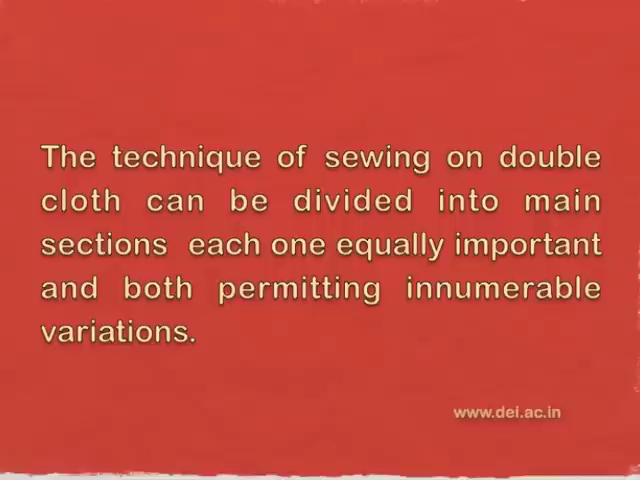 The technique of sewing on double
cloth can be divided into main
sections each one equally important
and both permitting innumerable
variations.
www.dei.ac.in